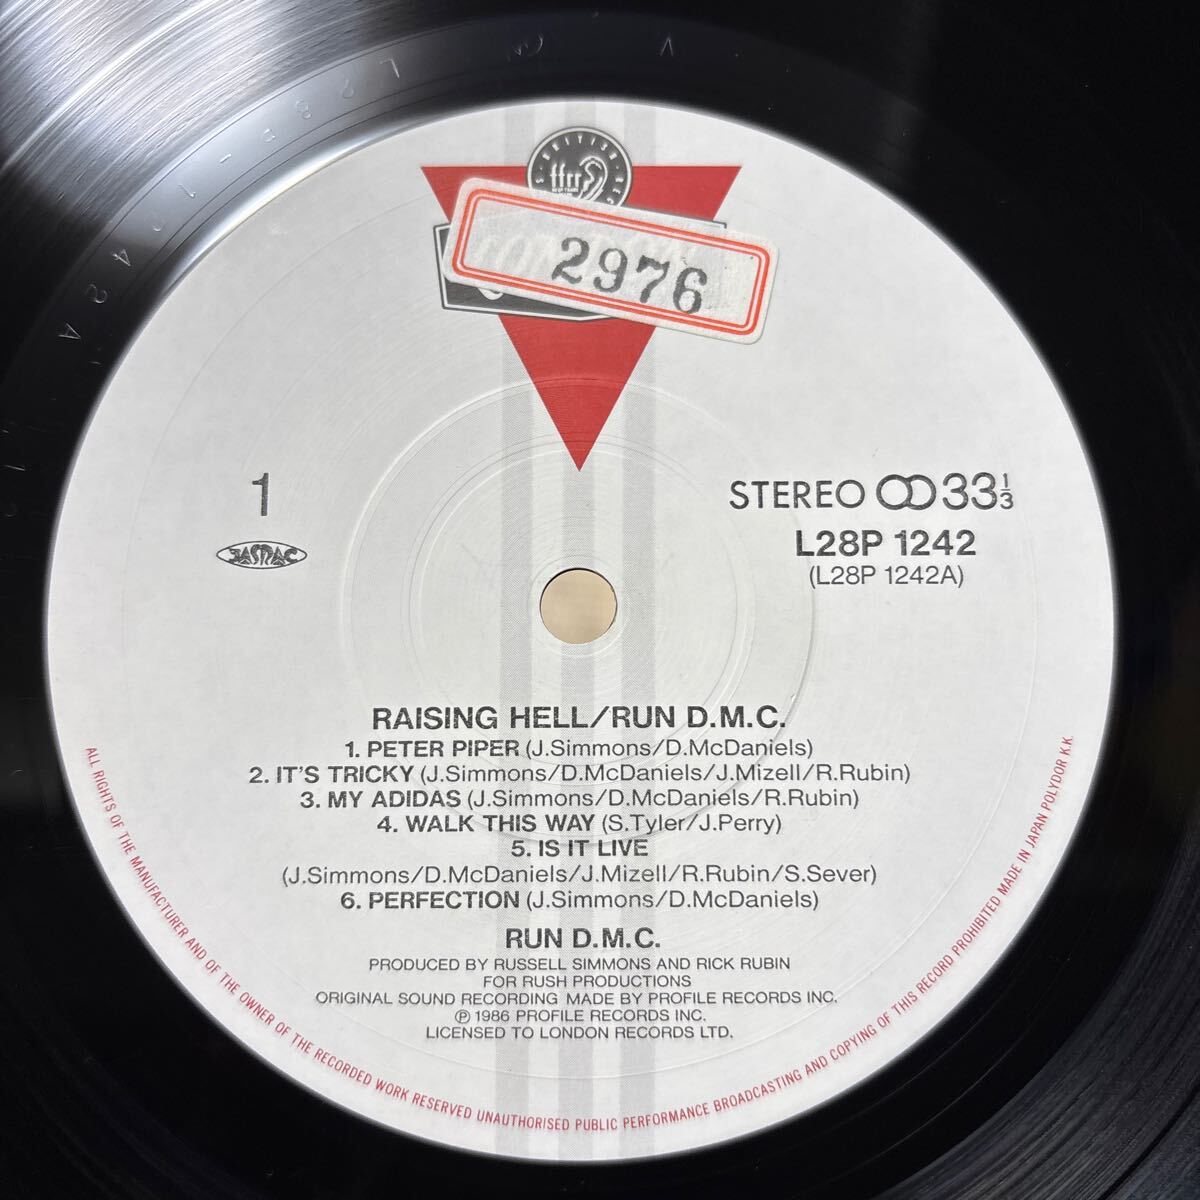 BRITISH
ffrr
2976
1
JASRAC
STEREO 33 1/3
L28P 1242
(L28P 1242A)
RAISING HELL/RUN D.M.C.
1. PETER PIPER (J.Simmons/D.McDaniels)
2. IT'S TRICKY (J.Simmons/D.McDaniels/J.Mizell/R.Rubin)
3. MY ADIDAS (J.Simmons/D.McDaniels/R.Rubin)
4. WALK THIS WAY (S.Tyler/J.Perry)
5. IS IT LIVE
(J.Simmons/D.McDaniels/J.Mizell/R.Rubin/S.Sever)
6. PERFECTION (J.Simmons/D.McDaniels)
RUN D.M.C.
PRODUCED BY RUSSELL SIMMONS AND RICK RUBIN
FOR RUSH PRODUCTIONS
ORIGINAL SOUND RECORDING MADE BY PROFILE RECORDS INC.
℗ 1986 PROFILE RECORDS INC.
LICENSED TO LONDON RECORDS LTD.
ALL RIGHTS OF THE MANUFACTURER AND OF THE OWNER OF THE RECORDED WORK RESERVED UNAUTHORISED PUBLIC PERFORMANCE BROADCASTING AND COPYING OF THIS RECORD PROHIBITED MADE IN JAPAN POLYDOR K.K.